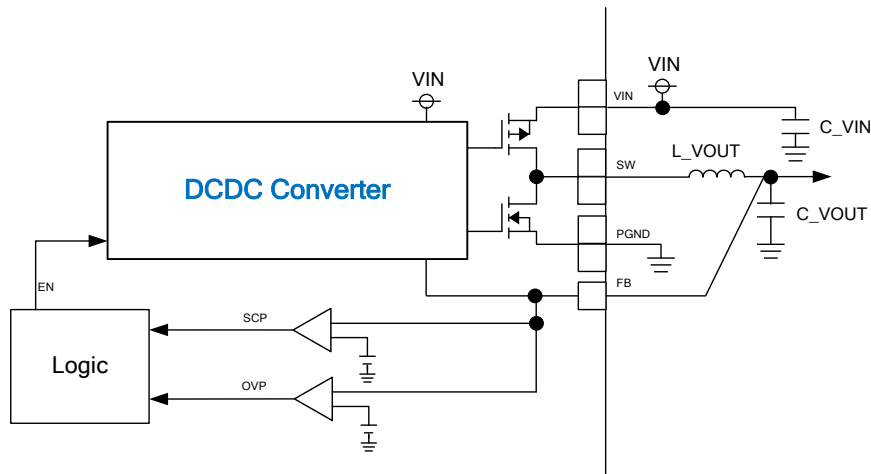 VIN
VIN
VIN
C_VIN
DCDC Converter
SW
L_VOUT
C_VOUT
PGND
EN
FB
SCP
Logic
OVP